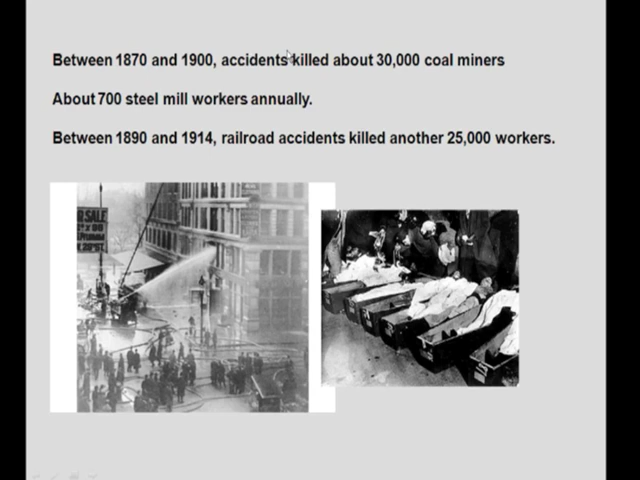 Between 1870 and 1900, accidents killed about 30,000 coal miners
About 700 steel mill workers annually.
Between 1890 and 1914, railroad accidents killed another 25,000 workers.
SALE